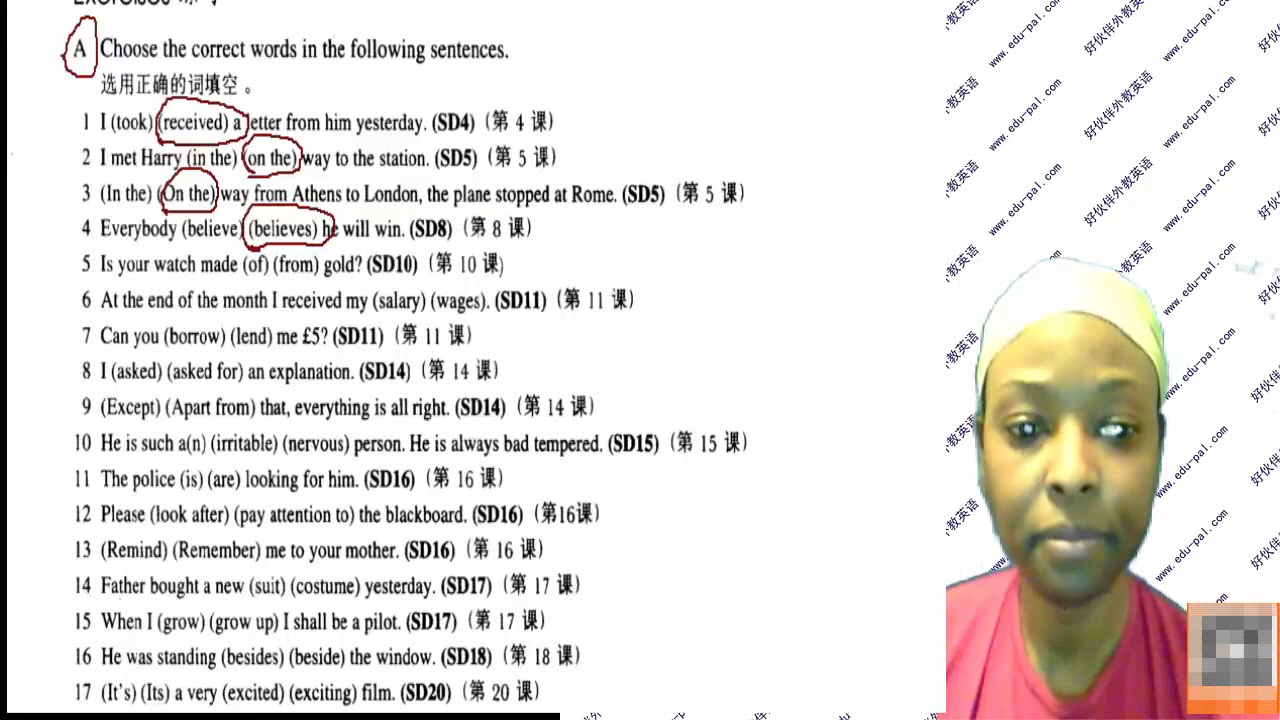 Exercises 练习
A Choose the correct words in the following sentences.
选用正确的词填空 。
1 I (took) (received) a letter from him yesterday. (SD4) (第 4 课)
2 I met Harry (in the) (on the) way to the station. (SD5) (第 5 课)
3 (In the) (On the) way from Athens to London, the plane stopped at Rome. (SD5) (第 5 课)
4 Everybody (believe) (believes) he will win. (SD8) (第 8 课)
5 Is your watch made (of) (from) gold? (SD10) (第 10 课)
6 At the end of the month I received my (salary) (wages). (SD11) (第 11 课)
7 Can you (borrow) (lend) me £5? (SD11) (第 11 课)
8 I (asked) (asked for) an explanation. (SD14) (第 14 课)
9 (Except) (Apart from) that, everything is all right. (SD14) (第 14 课)
10 He is such a(n) (irritable) (nervous) person. He is always bad tempered. (SD15) (第 15 课)
11 The police (is) (are) looking for him. (SD16) (第 16 课)
12 Please (look after) (pay attention to) the blackboard. (SD16) (第16课)
13 (Remind) (Remember) me to your mother. (SD16) (第 16 课)
14 Father bought a new (suit) (costume) yesterday. (SD17) (第 17 课)
15 When I (grow) (grow up) I shall be a pilot. (SD17) (第 17 课)
16 He was standing (besides) (beside) the window. (SD18) (第 18 课)
17 (It's) (Its) a very (excited) (exciting) film. (SD20) (第 20 课)
好伙伴外教英语
www.edu-pal.com